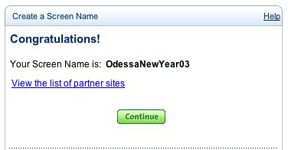 Create a Screen Name Help
Congratulations!
Your Screen Name is: OdessaNewYear03
View the list of partner sites
Continue